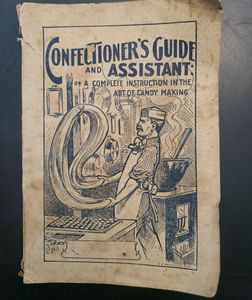 CONFECTIONER'S GUIDE
AND ASSISTANT;
OR A COMPLETE INSTRUCTION IN THE
ART OF CANDY MAKING.